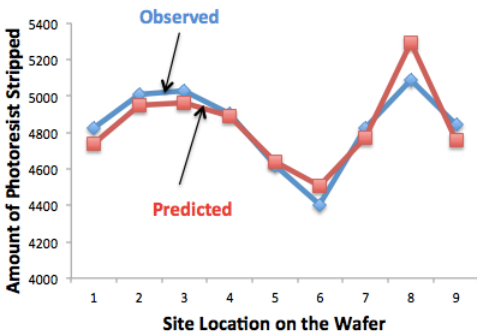 Observed
Predicted
Amount of Photoresist Stripped
5400
5200
5000
4800
4600
4400
4200
4000
1 2 3 4 5 6 7 8 9
Site Location on the Wafer